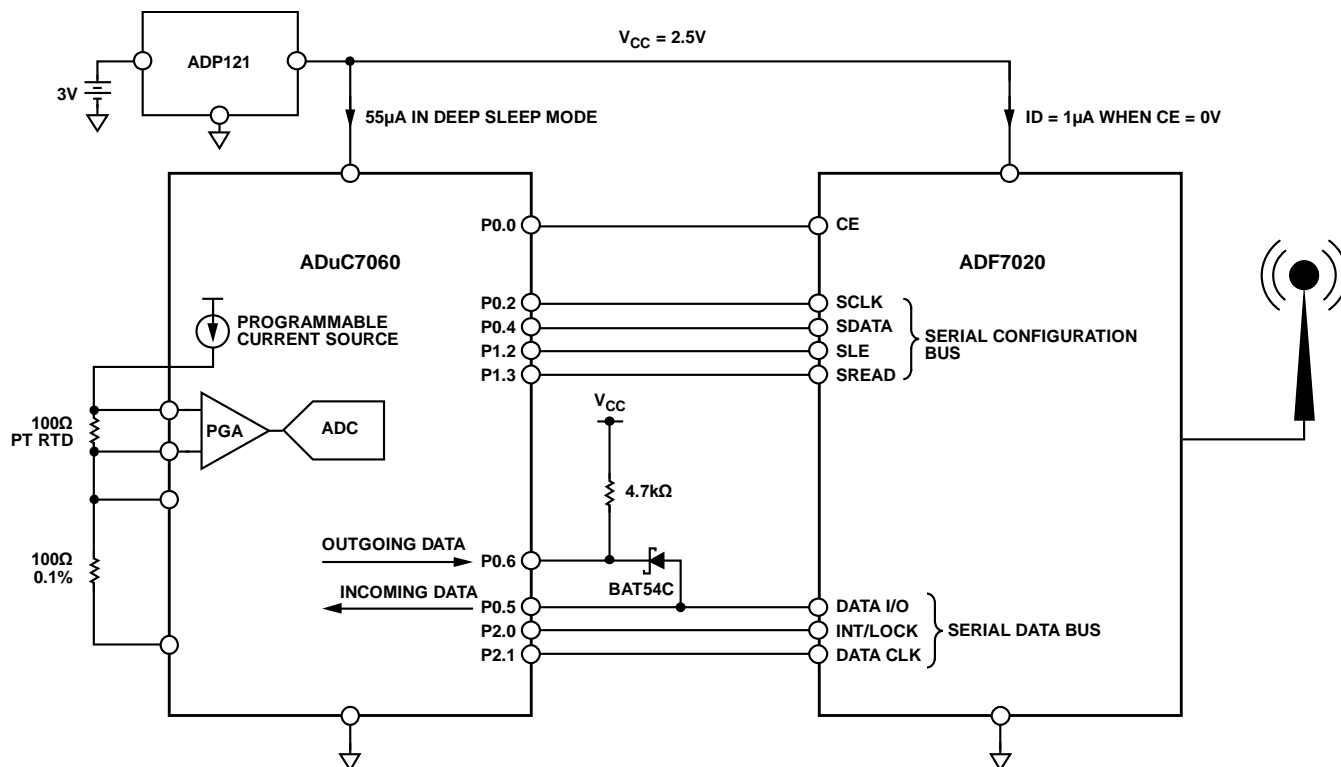 ADP121
V_CC = 2.5V
3V
55µA IN DEEP SLEEP MODE
ID = 1µA WHEN CE = 0V
ADuC7060
ADF7020
P0.0
CE
P0.2
SCLK
P0.4
SDATA
P1.2
SLE
P1.3
SREAD
SERIAL CONFIGURATION
BUS
PROGRAMMABLE
CURRENT SOURCE
100Ω
PT RTD
PGA
ADC
V_CC
4.7kΩ
100Ω
0.1%
OUTGOING DATA
P0.6
BAT54C
INCOMING DATA
P0.5
DATA I/O
P2.0
INT/LOCK
P2.1
DATA CLK
SERIAL DATA BUS